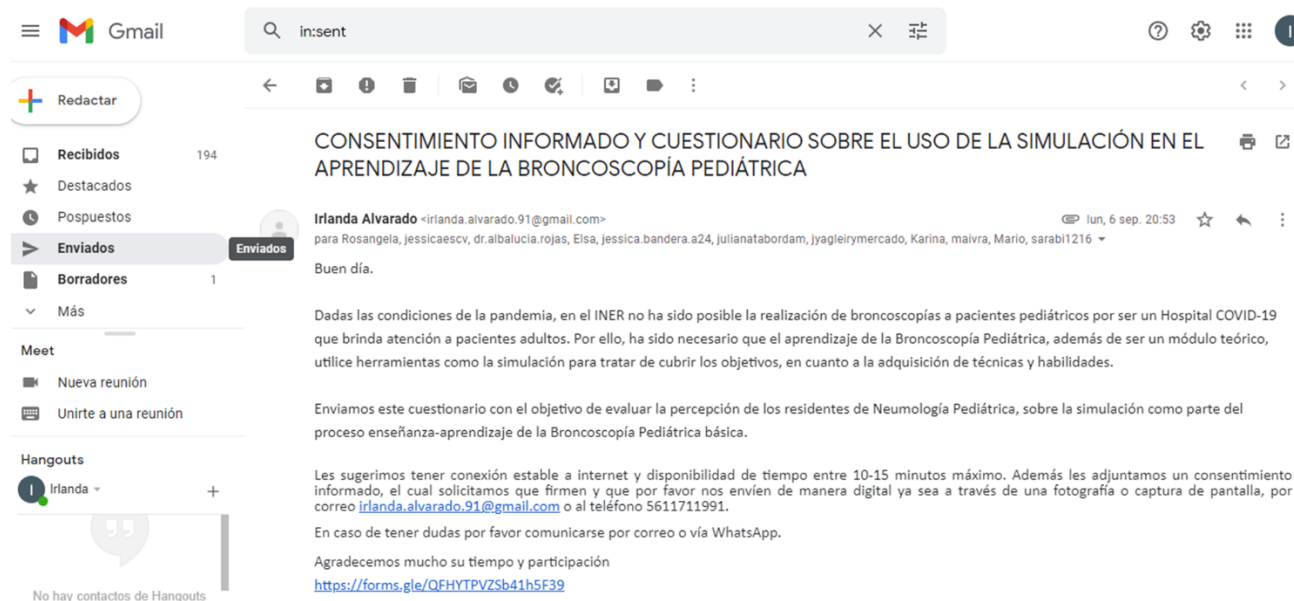 Gmail
in:sent
Redactar
Recibidos 194
Destacados
Pospuestos
Enviados
Enviados
Borradores 1
Más
Meet
Nueva reunión
Unirte a una reunión
Hangouts
I Irlanda
No hay contactos de Hangouts
I
CONSENTIMIENTO INFORMADO Y CUESTIONARIO SOBRE EL USO DE LA SIMULACIÓN EN EL
APRENDIZAJE DE LA BRONCOSCOPÍA PEDIÁTRICA
Irlanda Alvarado <irlanda.alvarado.91@gmail.com> lun, 6 sep. 20:53
para Rosangela, jessicaescv, dr.albalucia.rojas, Elsa, jessica.bandera.a24, julianatabordam, jyagleirymercado, Karina, maivra, Mario, sarabi1216
Buen día.
Dadas las condiciones de la pandemia, en el INER no ha sido posible la realización de broncoscopías a pacientes pediátricos por ser un Hospital COVID-19
que brinda atención a pacientes adultos. Por ello, ha sido necesario que el aprendizaje de la Broncoscopía Pediátrica, además de ser un módulo teórico,
utilice herramientas como la simulación para tratar de cubrir los objetivos, en cuanto a la adquisición de técnicas y habilidades.
Enviamos este cuestionario con el objetivo de evaluar la percepción de los residentes de Neumología Pediátrica, sobre la simulación como parte del
proceso enseñanza-aprendizaje de la Broncoscopía Pediátrica básica.
Les sugerimos tener conexión estable a internet y disponibilidad de tiempo entre 10-15 minutos máximo. Además les adjuntamos un consentimiento
informado, el cual solicitamos que firmen y que por favor nos envíen de manera digital ya sea a través de una fotografía o captura de pantalla, por
correo irlanda.alvarado.91@gmail.com o al teléfono 5611711991.
En caso de tener dudas por favor comunicarse por correo o vía WhatsApp.
Agradecemos mucho su tiempo y participación
https://forms.gle/QFHYTPVZSb41h5F39